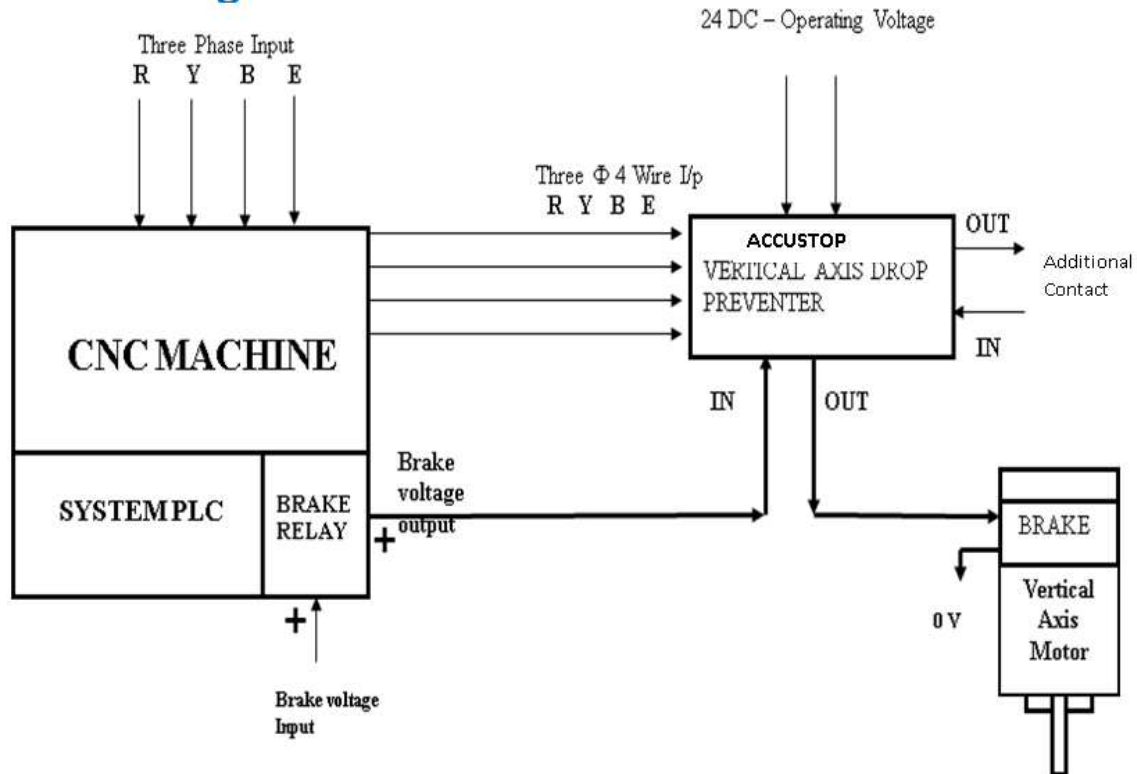 24 DC – Operating Voltage
Three Phase Input
R Y B E
Three Φ 4 Wire I/p
R Y B E
OUT
ACCUSTOP
VERTICAL AXIS DROP
PREVENTER
Additional
Contact
IN
CNC MACHINE
IN
OUT
Brake
voltage
output
SYSTEM PLC
BRAKE
RELAY
+
+
BRAKE
0 V
Vertical
Axis
Motor
Brake voltage
Input